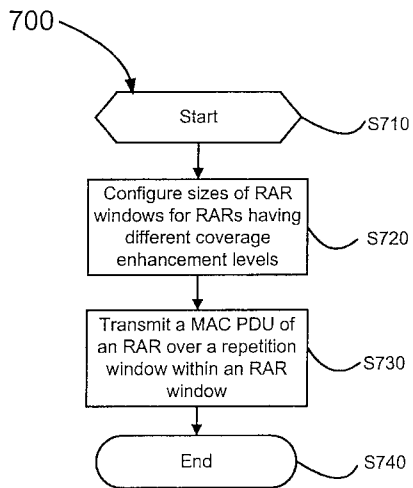 700
Start
S710
Configure sizes of RAR
windows for RARs having
different coverage
enhancement levels
S720
Transmit a MAC PDU of
an RAR over a repetition
window within an RAR
window
S730
End
S740